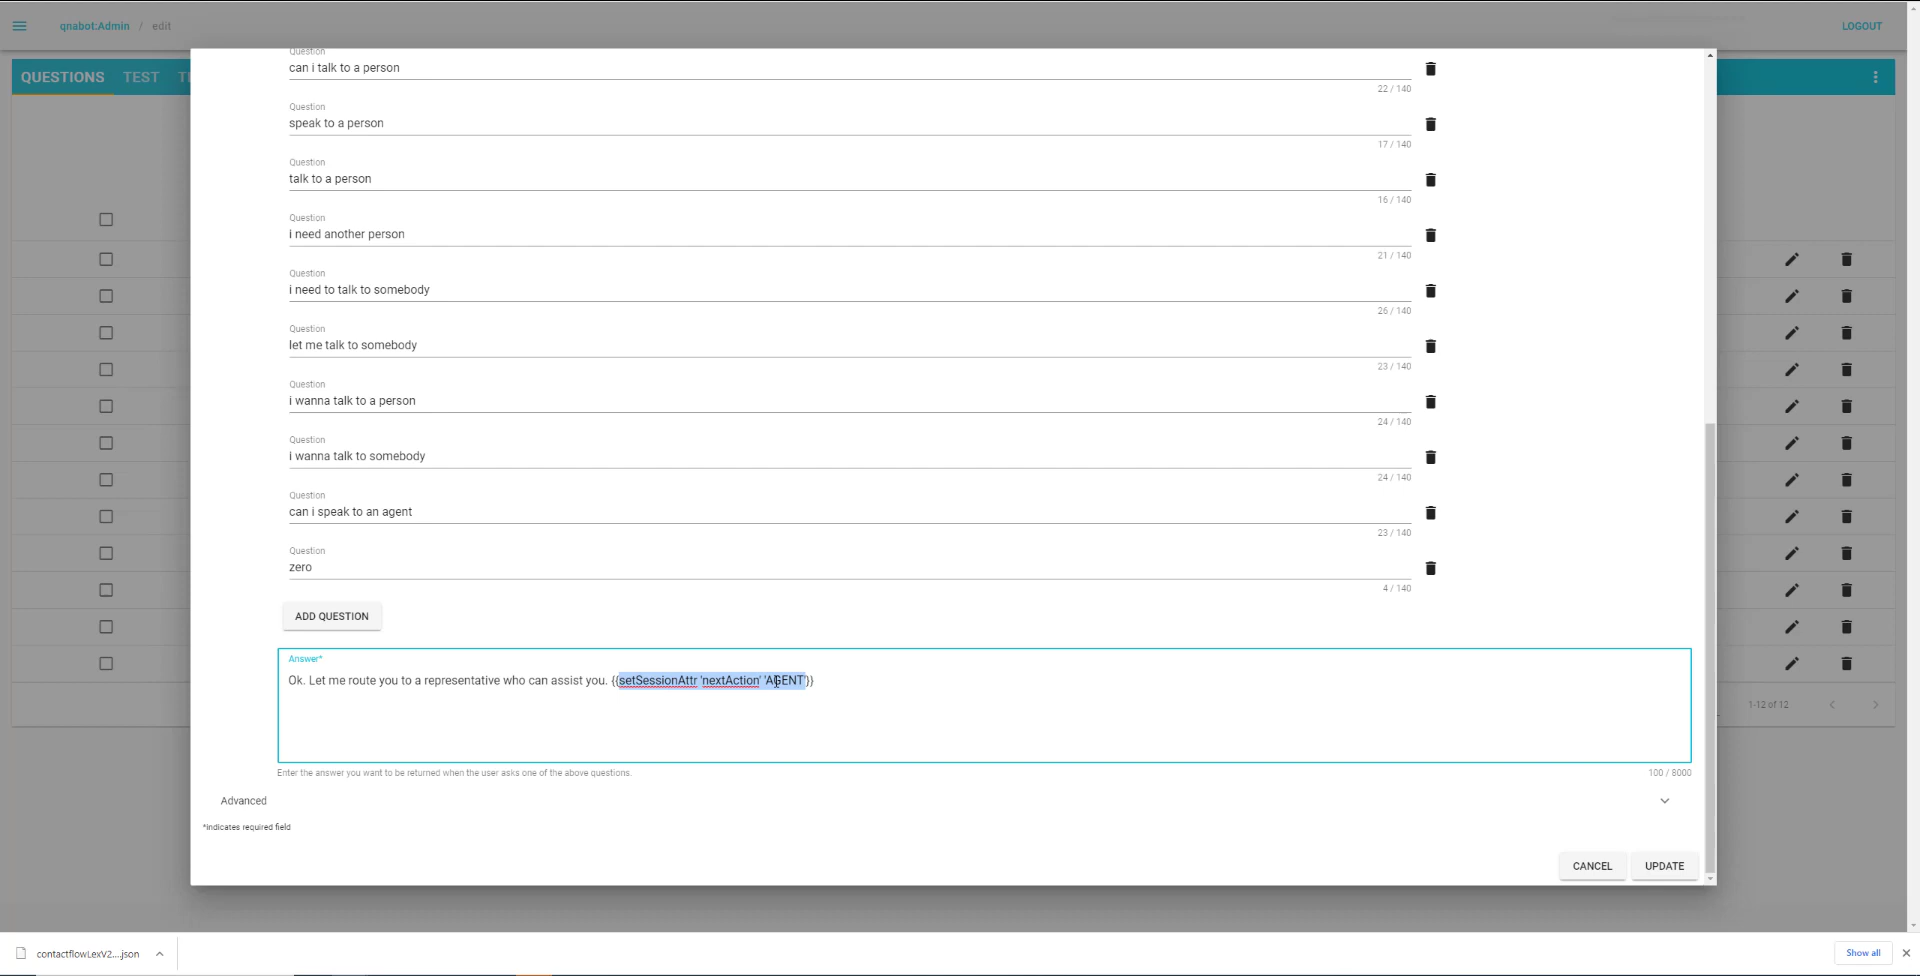 qnabot:Admin / edit
LOGOUT
QUESTIONS TEST
Question
can i talk to a person
22 / 140
Question
speak to a person
17 / 140
Question
talk to a person
16 / 140
Question
i need another person
21 / 140
Question
i need to talk to somebody
26 / 140
Question
let me talk to somebody
23 / 140
Question
i wanna talk to a person
24 / 140
Question
i wanna talk to somebody
24 / 140
Question
can i speak to an agent
23 / 140
Question
zero
4 / 140
ADD QUESTION
Answer*
Ok. Let me route you to a representative who can assist you. {{setSessionAttr 'nextAction' 'AGENT'}}
1-12 of 12
Enter the answer you want to be returned when the user asks one of the above questions.
100 / 8000
Advanced
*indicates required field
CANCEL UPDATE
contactflowLexV2....json
Show all